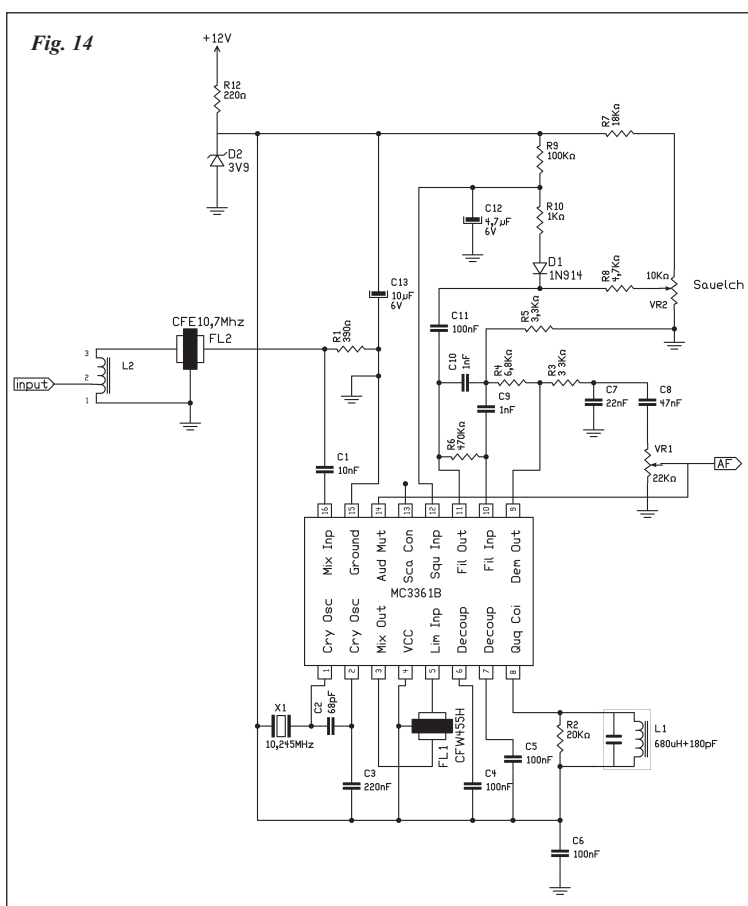 Fig. 14
+12V
R12
220Ω
D2
3V9
R7
18KΩ
R9
100KΩ
C12
4,7µF
6V
R10
1KΩ
D1
1N914
R8
4,7KΩ
10KΩ
VR2
Sauelch
C13
10µF
6V
CFE10,7Mhz
FL2
R1
390Ω
C11
100nF
R5
3,3KΩ
3
2
1
L2
input
C10
1nF
R4
6,8KΩ
R3
3 3KΩ
C9
1nF
C7
22nF
C8
47nF
R6
470KΩ
VR1
22KΩ
AF
C1
10nF
16
15
14
13
12
11
10
9
Mix Inp
Ground
Aud Mut
Sca Con
Squ Inp
Fil Out
Fil Inp
Dem Out
MC3361B
Cry Osc
Cry Osc
Mix Out
VCC
Lim Inp
Decoup
Decoup
Quq Coi
1
2
3
4
5
6
7
8
X1
10,245MHz
C2
68pF
FL1
CFW455H
R2
20KΩ
L1
680uH+180pF
C3
220nF
C4
100nF
C5
100nF
C6
100nF